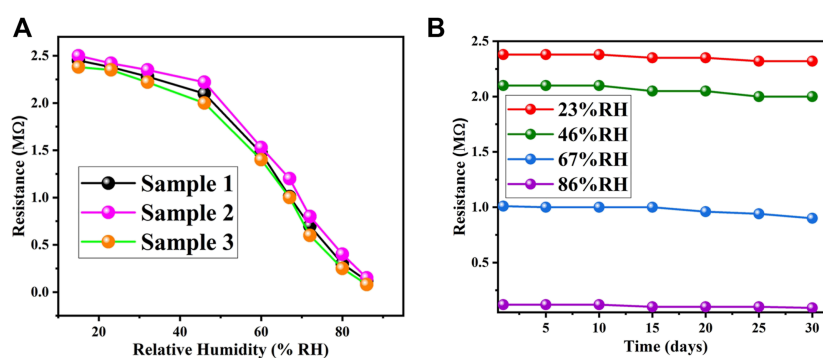 A
2.5
2.0
1.5
1.0
0.5
0.0
Resistance (MΩ)
Sample 1
Sample 2
Sample 3
20
40
60
80
Relative Humidity (% RH)
B
2.5
2.0
1.5
1.0
0.5
Resistance (MΩ)
23%RH
46%RH
67%RH
86%RH
5
10
15
20
25
30
Time (days)